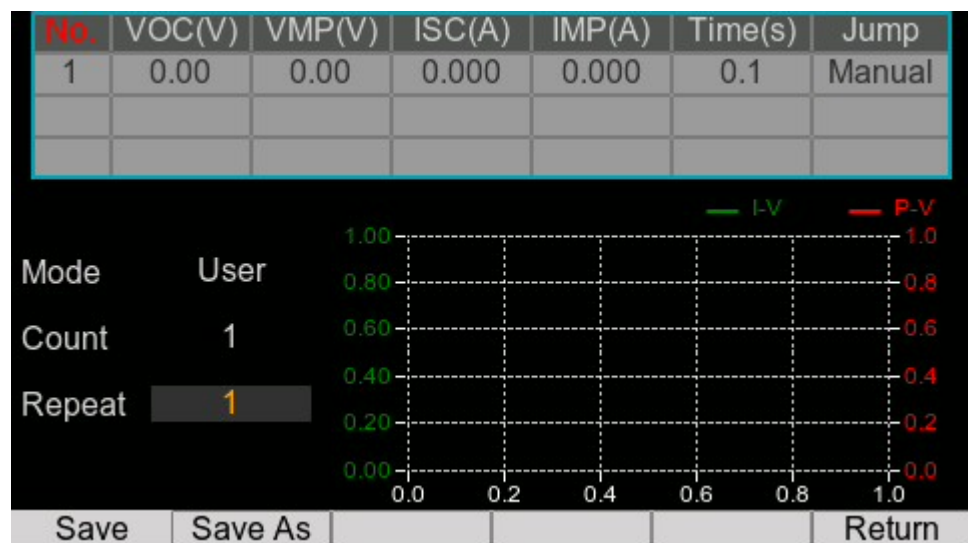 No. VOC(V) VMP(V) ISC(A) IMP(A) Time(s) Jump
1 0.00 0.00 0.000 0.000 0.1 Manual
I-V P-V
1.00 1.0
Mode User 0.80 0.8
Count 1 0.60 0.6
0.40 0.4
Repeat 1
0.20 0.2
0.00 0.0
0.0 0.2 0.4 0.6 0.8 1.0
Save Save As Return